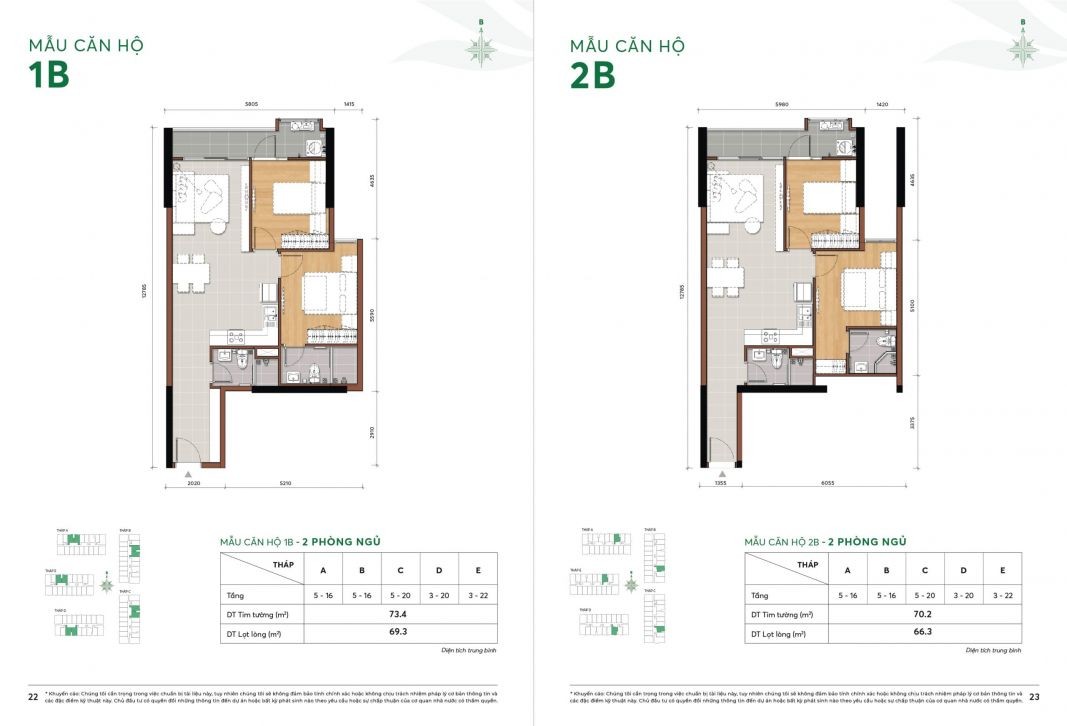 B
MẪU CĂN HỘ
1B
5805
1415
4635
12785
5590
2910
2020
5210
THÁP A
THÁP B
THÁP C
THÁP D
MẪU CĂN HỘ 1B - 2 PHÒNG NGỦ
THÁP A B C D E
Tầng 5 - 16 5 - 16 5 - 20 3 - 20 3 - 22
DT Tim tường (m²) 73.4
DT Lọt lòng (m²) 69.3
Diện tích trung bình
22
* Khuyến cáo: Chúng tôi cẩn trọng trong việc chuẩn bị tài liệu này, tuy nhiên chúng tôi sẽ không đảm bảo tính chính xác hoặc không chịu trách nhiệm pháp lý cơ bản thông tin và
các đặc điểm kỹ thuật này. Chủ đầu tư có quyền đổi những thông tin đến dự án hoặc bất kỳ phát sinh nào theo yêu cầu hoặc sự chấp thuận của cơ quan nhà nước có thẩm quyền.
B
MẪU CĂN HỘ
2B
5980
1420
4635
12785
5100
3375
1355
6055
THÁP A
THÁP B
THÁP C
THÁP D
MẪU CĂN HỘ 2B - 2 PHÒNG NGỦ
THÁP A B C D E
Tầng 5 - 16 5 - 16 5 - 20 3 - 20 3 - 22
DT Tim tường (m²) 70.2
DT Lọt lòng (m²) 66.3
Diện tích trung bình
* Khuyến cáo: Chúng tôi cẩn trọng trong việc chuẩn bị tài liệu này, tuy nhiên chúng tôi sẽ không đảm bảo tính chính xác hoặc không chịu trách nhiệm pháp lý cơ bản thông tin và
các đặc điểm kỹ thuật này. Chủ đầu tư có quyền đổi những thông tin đến dự án hoặc bất kỳ phát sinh nào theo yêu cầu hoặc sự chấp thuận của cơ quan nhà nước có thẩm quyền.
23